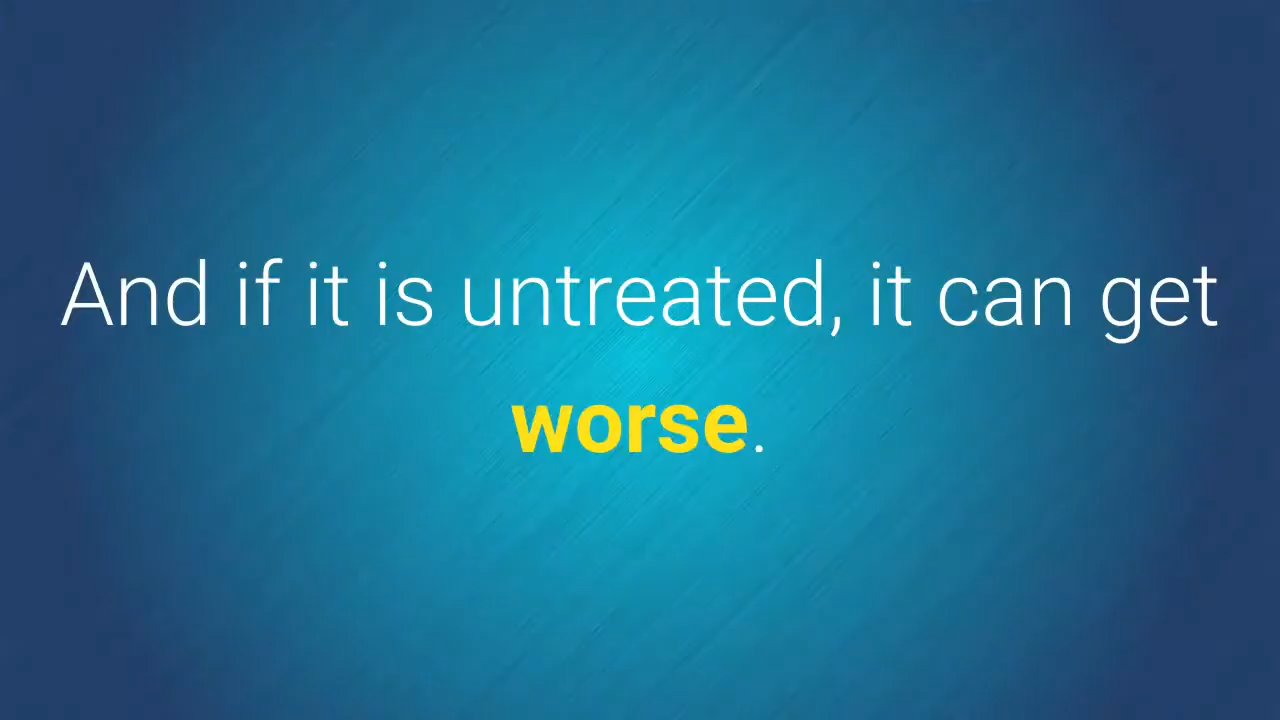 And if it is untreated, it can get
worse.